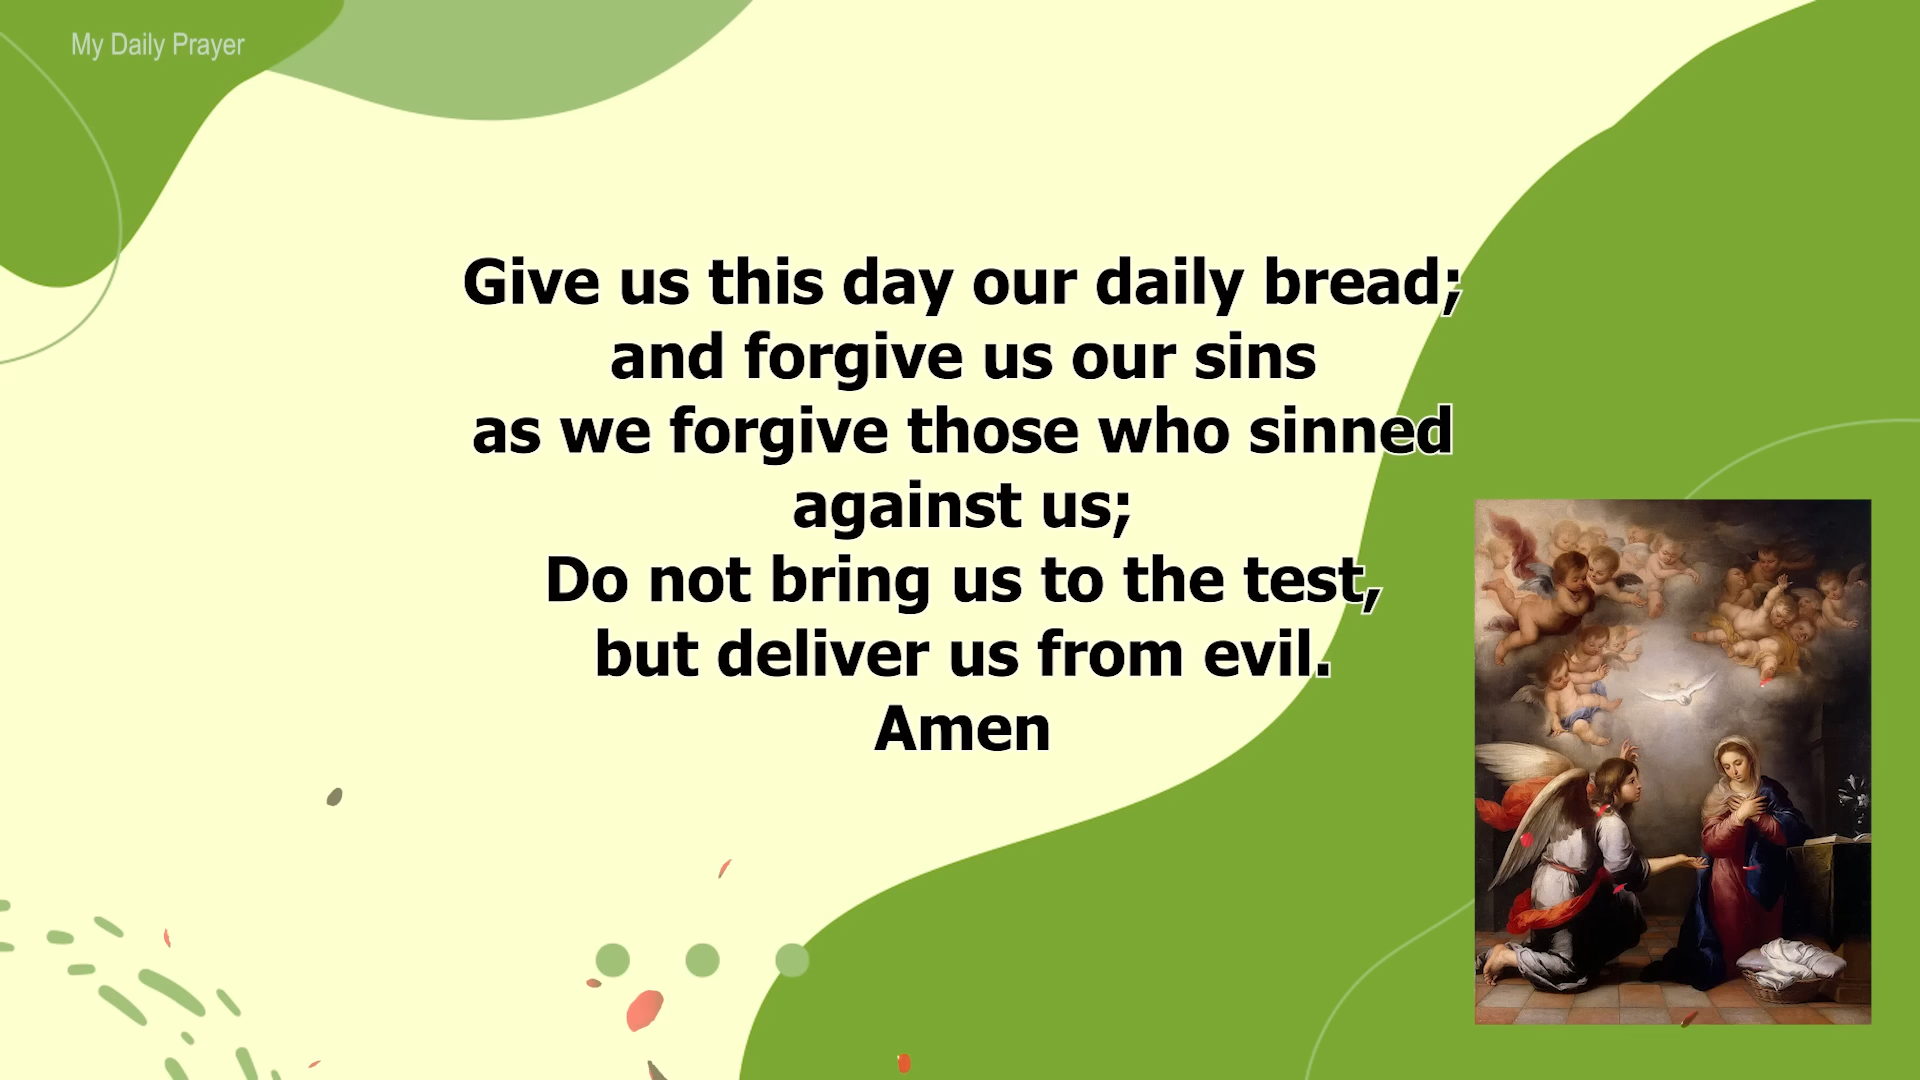 My Daily Prayer
Give us this day our daily bread;
and forgive us our sins
as we forgive those who sinned
against us;
Do not bring us to the test,
but deliver us from evil.
Amen